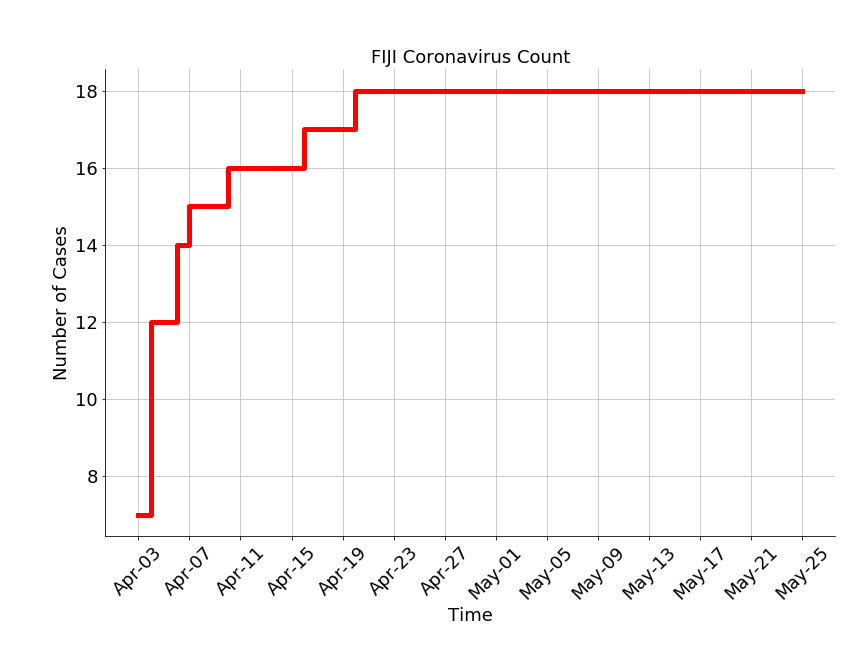 FIJI Coronavirus Count
Number of Cases
18
16
14
12
10
8
Apr-03
Apr-07
Apr-11
Apr-15
Apr-19
Apr-23
Apr-27
May-01
May-05
May-09
May-13
May-17
May-21
May-25
Time